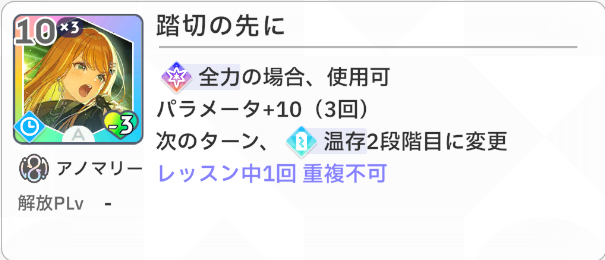 10×3
踏切の先に
全力の場合、使用可
パラメータ+10（3回）
次のターン、温存2段階目に変更
レッスン中1回 重複不可
A
-3
アノマリー
解放PLv -